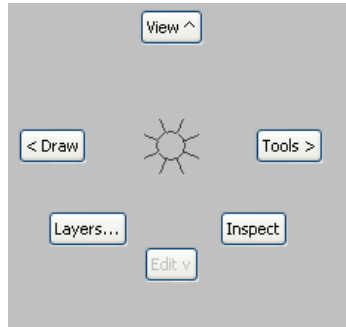 View ^
< Draw
Tools >
Layers...
Inspect
Edit v